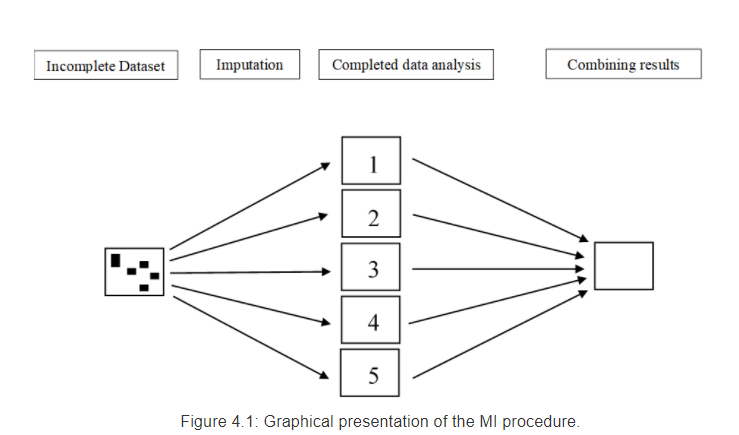 Incomplete Dataset
Imputation
Completed data analysis
Combining results
1
2
3
4
5
Figure 4.1: Graphical presentation of the MI procedure.